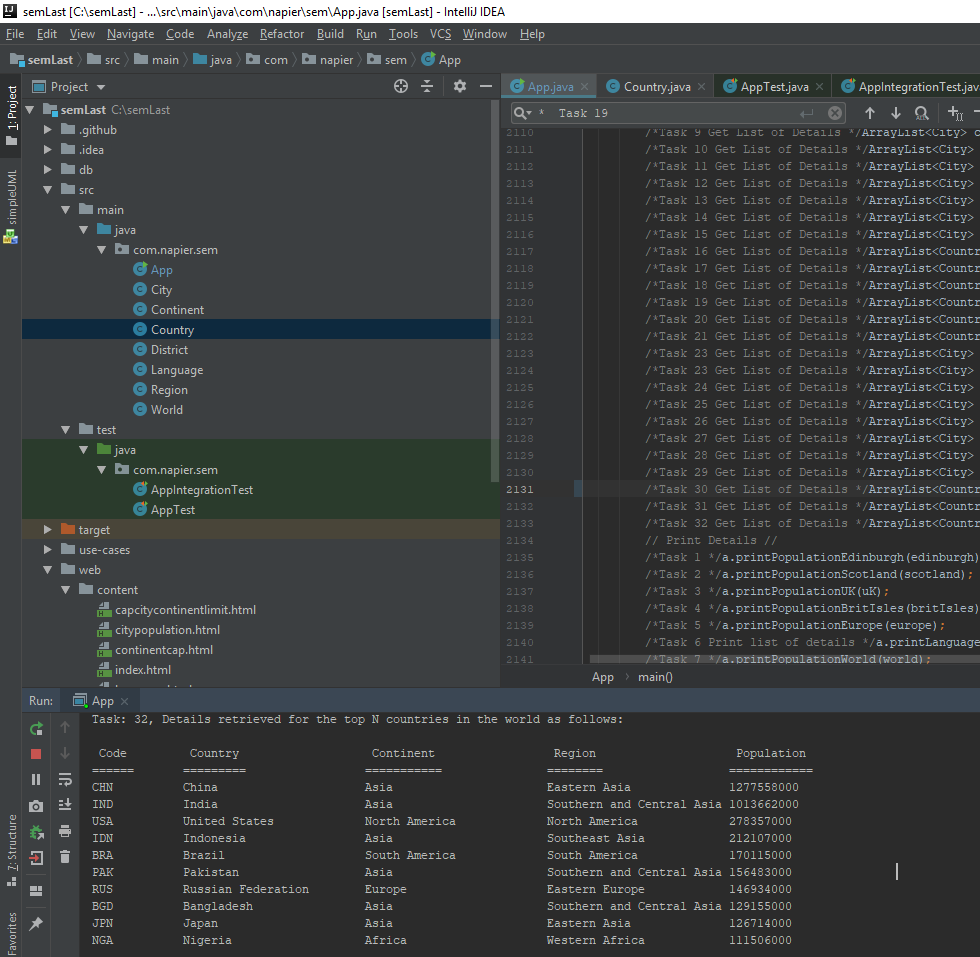 semLast [C:\semLast] - ...\src\main\java\com\napier\sem\App.java [semLast] - IntelliJ IDEA
File Edit View Navigate Code Analyze Refactor Build Run Tools VCS Window Help
semLast src main java com napier sem App
1: Project
simpleUML
7: Structure
Favorites
Project
semLast C:\semLast
.github
.idea
db
src
main
java
com.napier.sem
App
City
Continent
Country
District
Language
Region
World
test
java
com.napier.sem
AppIntegrationTest
AppTest
target
use-cases
web
content
capcitycontinentlimit.html
citypopulation.html
continentcap.html
index.html
App.java Country.java AppTest.java AppIntegrationTest.jav
* Task 19
2110 /*Task 9 Get List of Details */ArrayList<City> c
2111 /*Task 10 Get List of Details */ArrayList<City>
2112 /*Task 11 Get List of Details */ArrayList<City>
2113 /*Task 12 Get List of Details */ArrayList<City>
2114 /*Task 13 Get List of Details */ArrayList<City>
2115 /*Task 14 Get List of Details */ArrayList<City>
2116 /*Task 15 Get List of Details */ArrayList<City>
2117 /*Task 16 Get List of Details */ArrayList<Countr
2118 /*Task 17 Get List of Details */ArrayList<Countr
2119 /*Task 18 Get List of Details */ArrayList<Countr
2120 /*Task 19 Get List of Details */ArrayList<Countr
2121 /*Task 20 Get List of Details */ArrayList<Countr
2122 /*Task 21 Get List of Details */ArrayList<Countr
2123 /*Task 23 Get List of Details */ArrayList<City>
2124 /*Task 23 Get List of Details */ArrayList<City>
2125 /*Task 24 Get List of Details */ArrayList<City>
2126 /*Task 25 Get List of Details */ArrayList<City>
2127 /*Task 26 Get List of Details */ArrayList<City>
2128 /*Task 27 Get List of Details */ArrayList<City>
2129 /*Task 28 Get List of Details */ArrayList<City>
2130 /*Task 29 Get List of Details */ArrayList<City>
2131 /*Task 30 Get List of Details */ArrayList<Countr
2132 /*Task 31 Get List of Details */ArrayList<Countr
2133 /*Task 32 Get List of Details */ArrayList<Countr
2134 // Print Details //
2135 /*Task 1 */a.printPopulationEdinburgh(edinburgh)
2136 /*Task 2 */a.printPopulationScotland(scotland);
2137 /*Task 3 */a.printPopulationUK(uK);
2138 /*Task 4 */a.printPopulationBritIsles(britIsles)
2139 /*Task 5 */a.printPopulationEurope(europe);
2140 /*Task 6 Print list of details */a.printLanguage
2141 /*Task 7 */a.printPopulationWorld(world);
App main()
Run: App
Task: 32, Details retrieved for the top N countries in the world as follows:
Code Country Continent Region Population
====== ========= =========== ======== ============
CHN China Asia Eastern Asia 1277558000
IND India Asia Southern and Central Asia 1013662000
USA United States North America North America 278357000
IDN Indonesia Asia Southeast Asia 212107000
BRA Brazil South America South America 170115000
PAK Pakistan Asia Southern and Central Asia 156483000
RUS Russian Federation Europe Eastern Europe 146934000
BGD Bangladesh Asia Southern and Central Asia 129155000
JPN Japan Asia Eastern Asia 126714000
NGA Nigeria Africa Western Africa 111506000